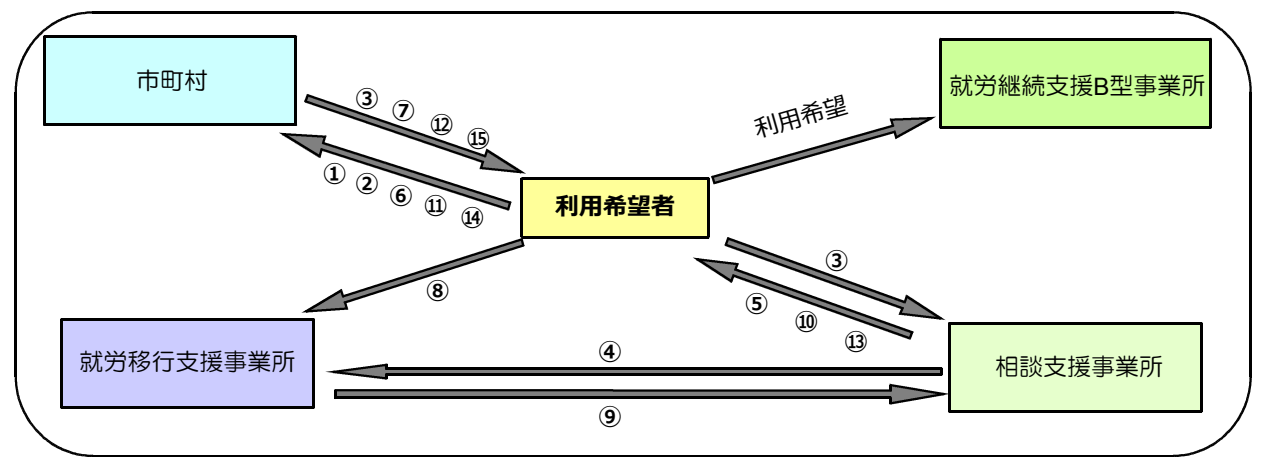 市町村
就労継続支援B型事業所
③ ⑦ ⑫ ⑮
利用希望
① ② ⑥ ⑪ ⑭
利用希望者
③
⑧
⑤ ⑩ ⑬
就労移行支援事業所
④
相談支援事業所
⑨